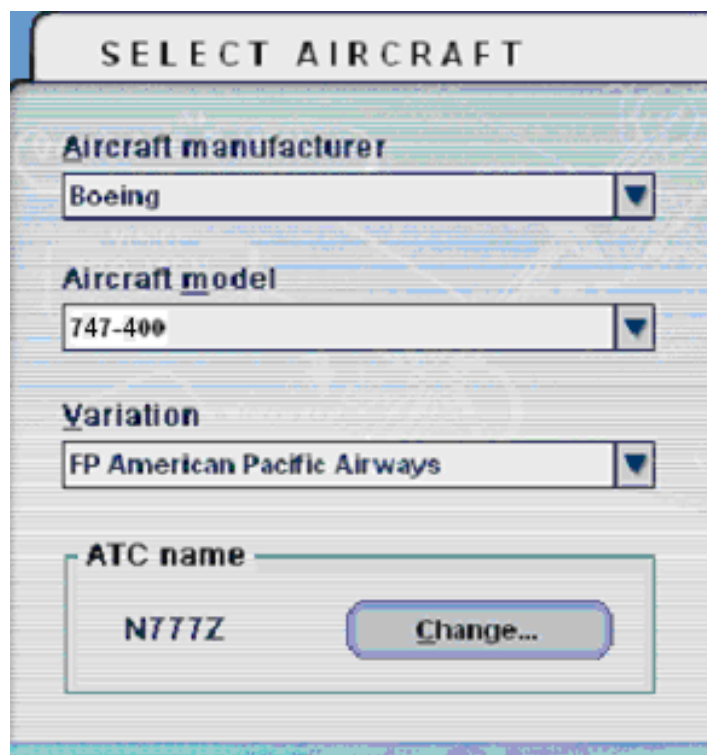 SELECT AIRCRAFT
Aircraft manufacturer
Boeing
Aircraft model
747-400
Variation
FP American Pacific Airways
ATC name
N777Z
Change...